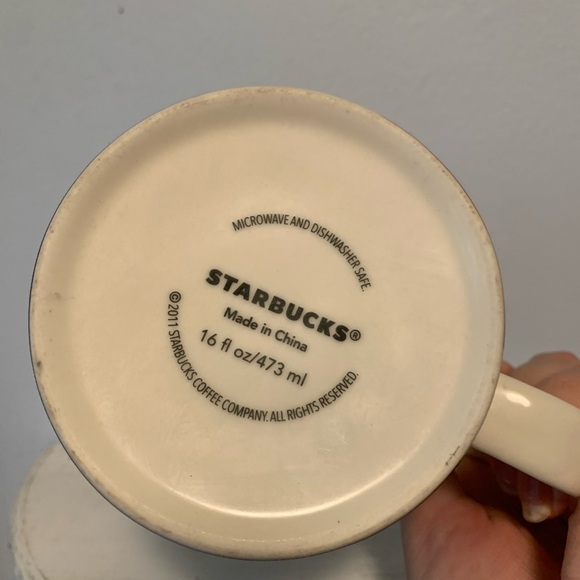 MICROWAVE AND DISHWASHER SAFE.
STARBUCKS®
Made in China
16 fl oz/473 ml
©2011 STARBUCKS COFFEE COMPANY. ALL RIGHTS RESERVED.